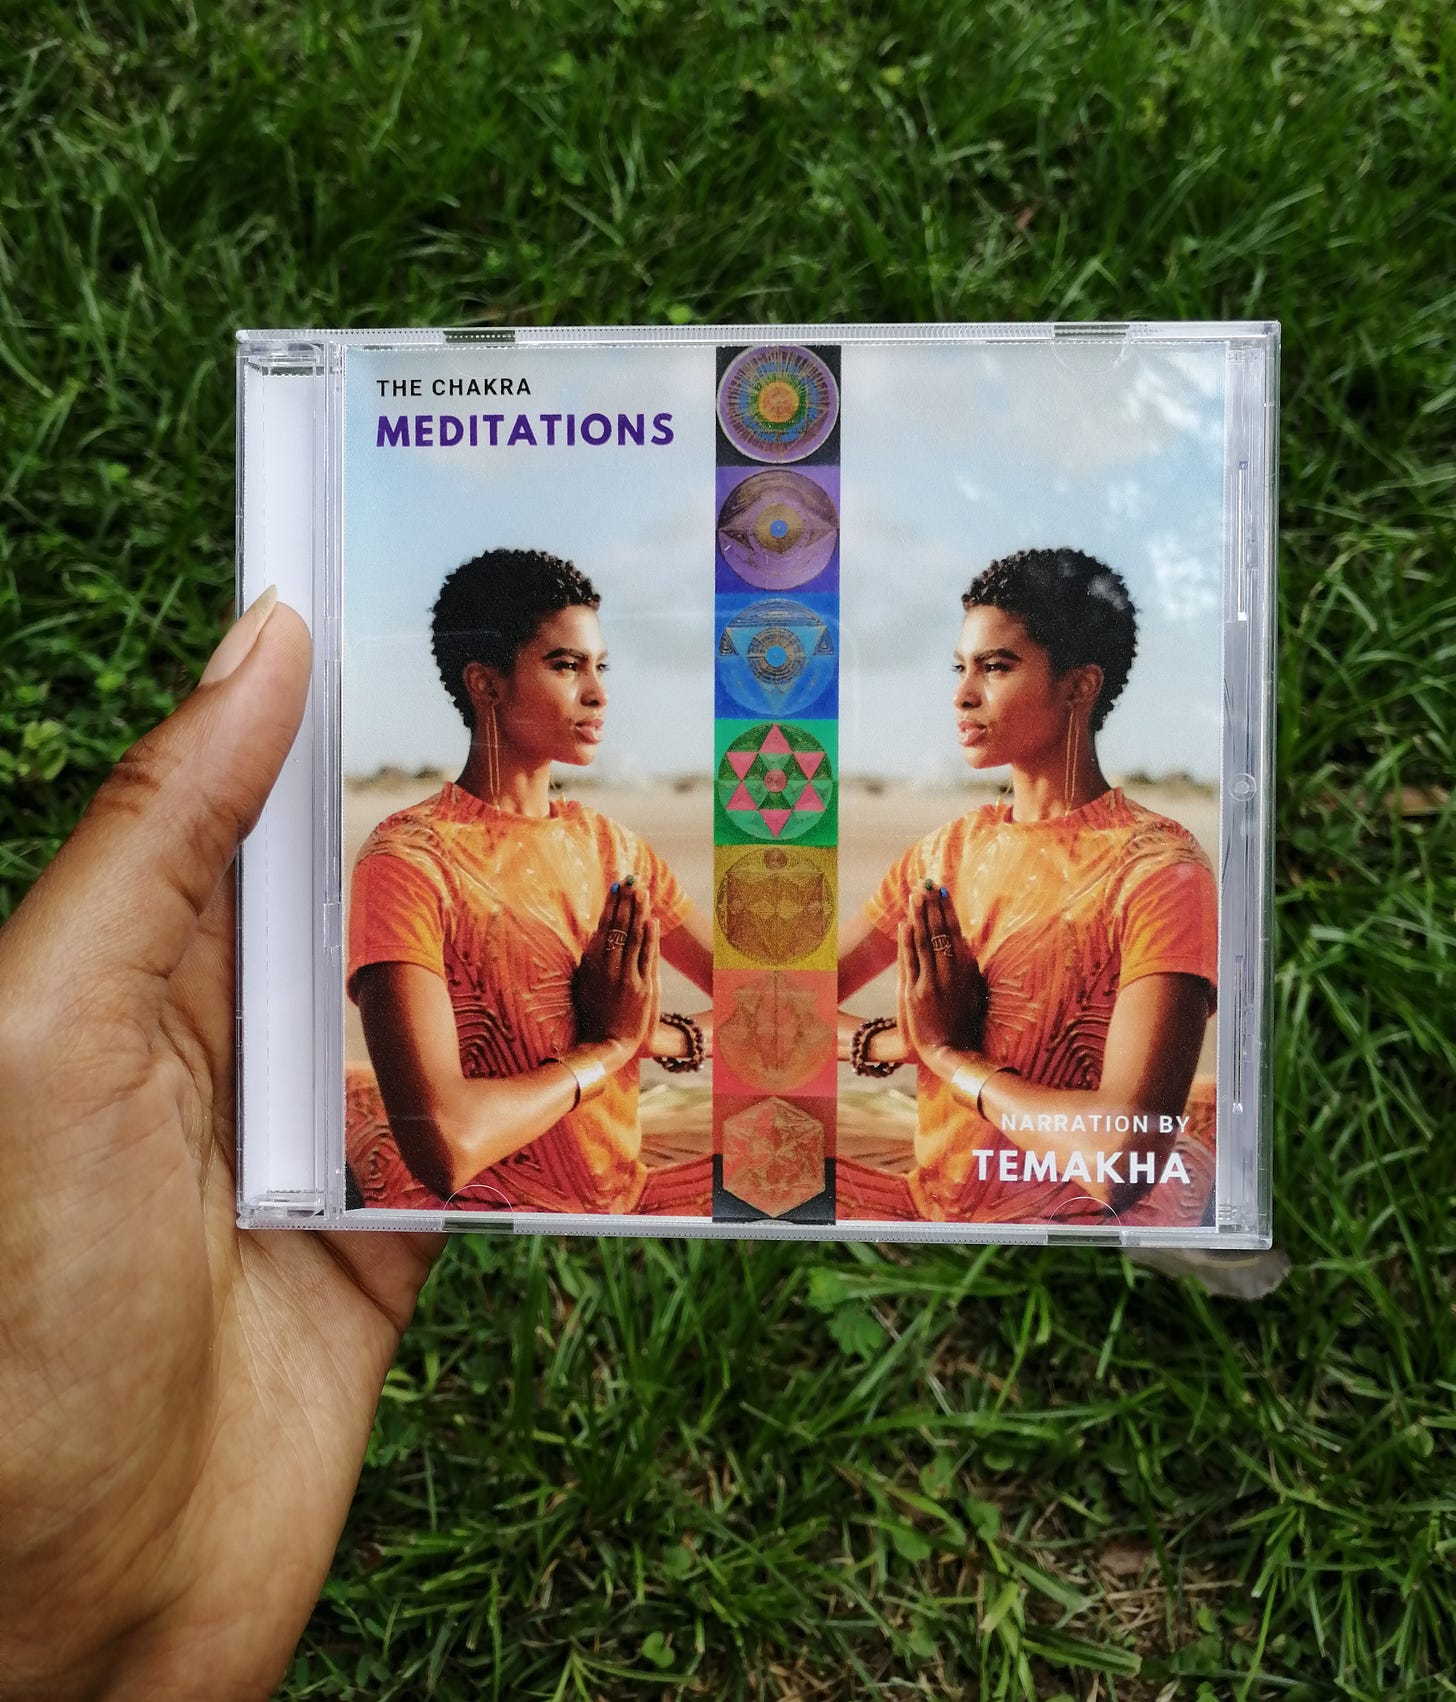 THE CHAKRA
MEDITATIONS
NARRATION BY
TEMAKHA